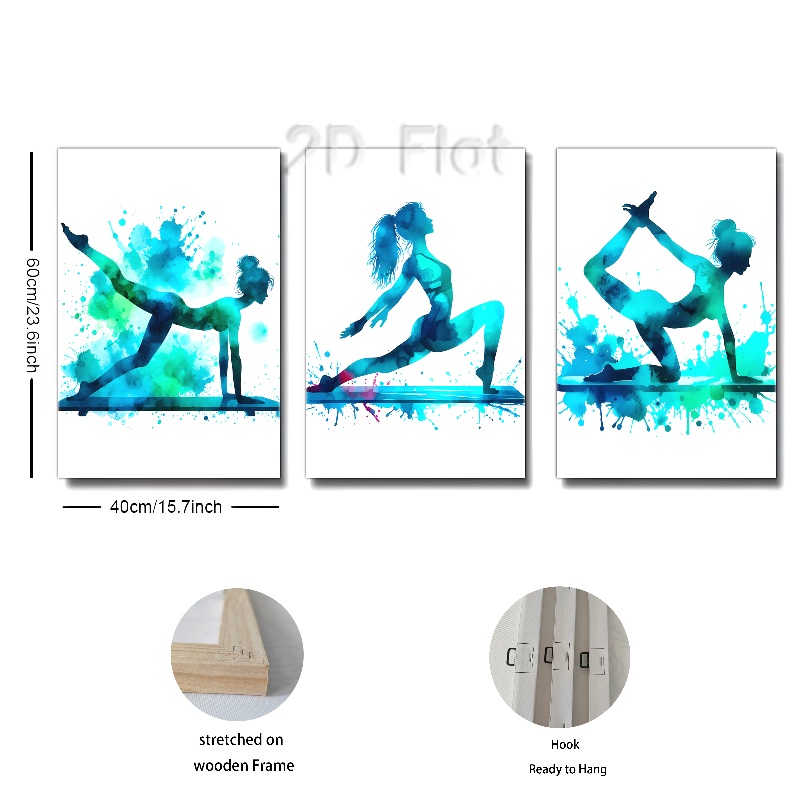 2D Flat
60cm/23.6inch
40cm/15.7inch
stretched on
wooden Frame
Hook
Ready to Hang